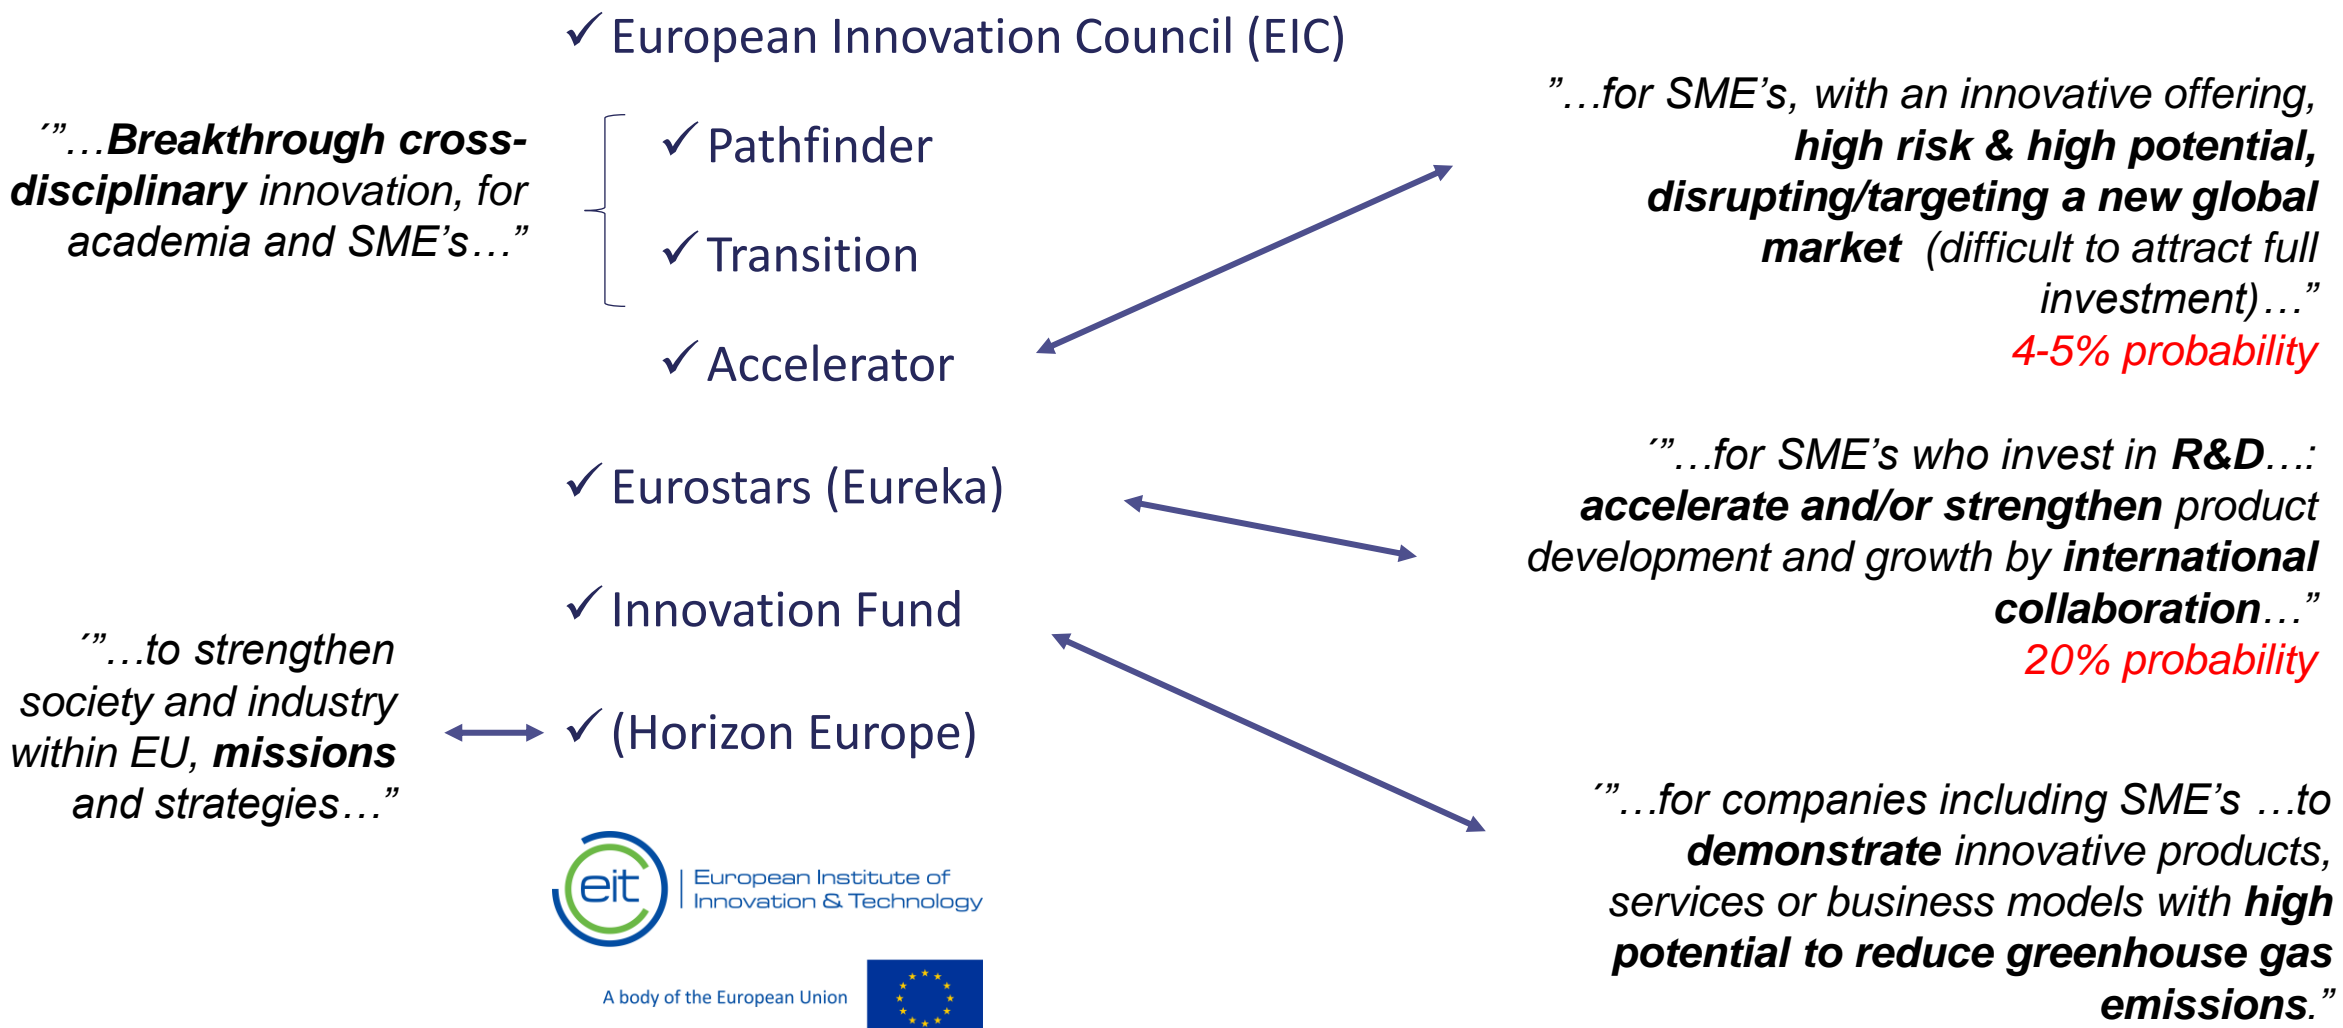 ✓ European Innovation Council (EIC)
´”…Breakthrough cross-
disciplinary innovation, for
academia and SME’s…”
✓ Pathfinder
✓ Transition
✓ Accelerator
”…for SME’s, with an innovative offering,
high risk & high potential,
disrupting/targeting a new global
market (difficult to attract full
investment)…”
4-5% probability
✓ Eurostars (Eureka)
´”…for SME’s who invest in R&D…:
accelerate and/or strengthen product
development and growth by international
collaboration…”
20% probability
✓ Innovation Fund
´”…for companies including SME’s …to
demonstrate innovative products,
services or business models with high
potential to reduce greenhouse gas
emissions.”
✓ (Horizon Europe)
´”…to strengthen
society and industry
within EU, missions
and strategies…”
eit
European Institute of
Innovation & Technology
A body of the European Union